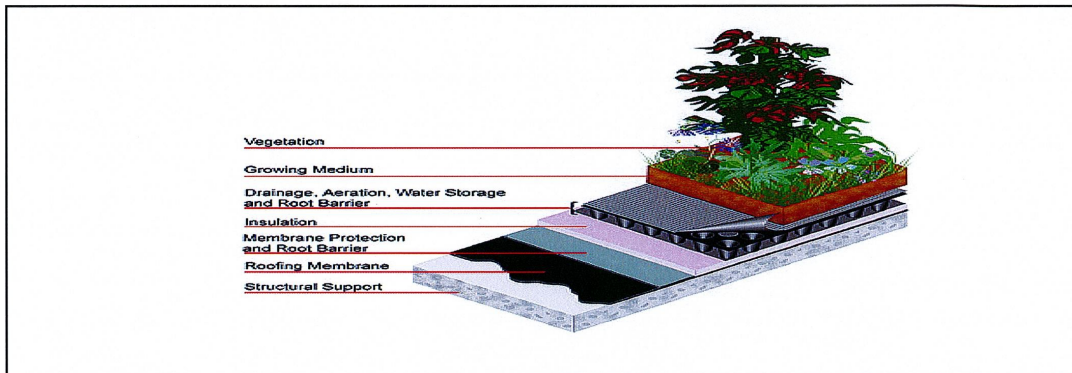 Vegetation
Growing Medium
Drainage, Aeration, Water Storage
and Root Barrier
Insulation
Membrane Protection
and Root Barrier
Roofing Membrane
Structural Support